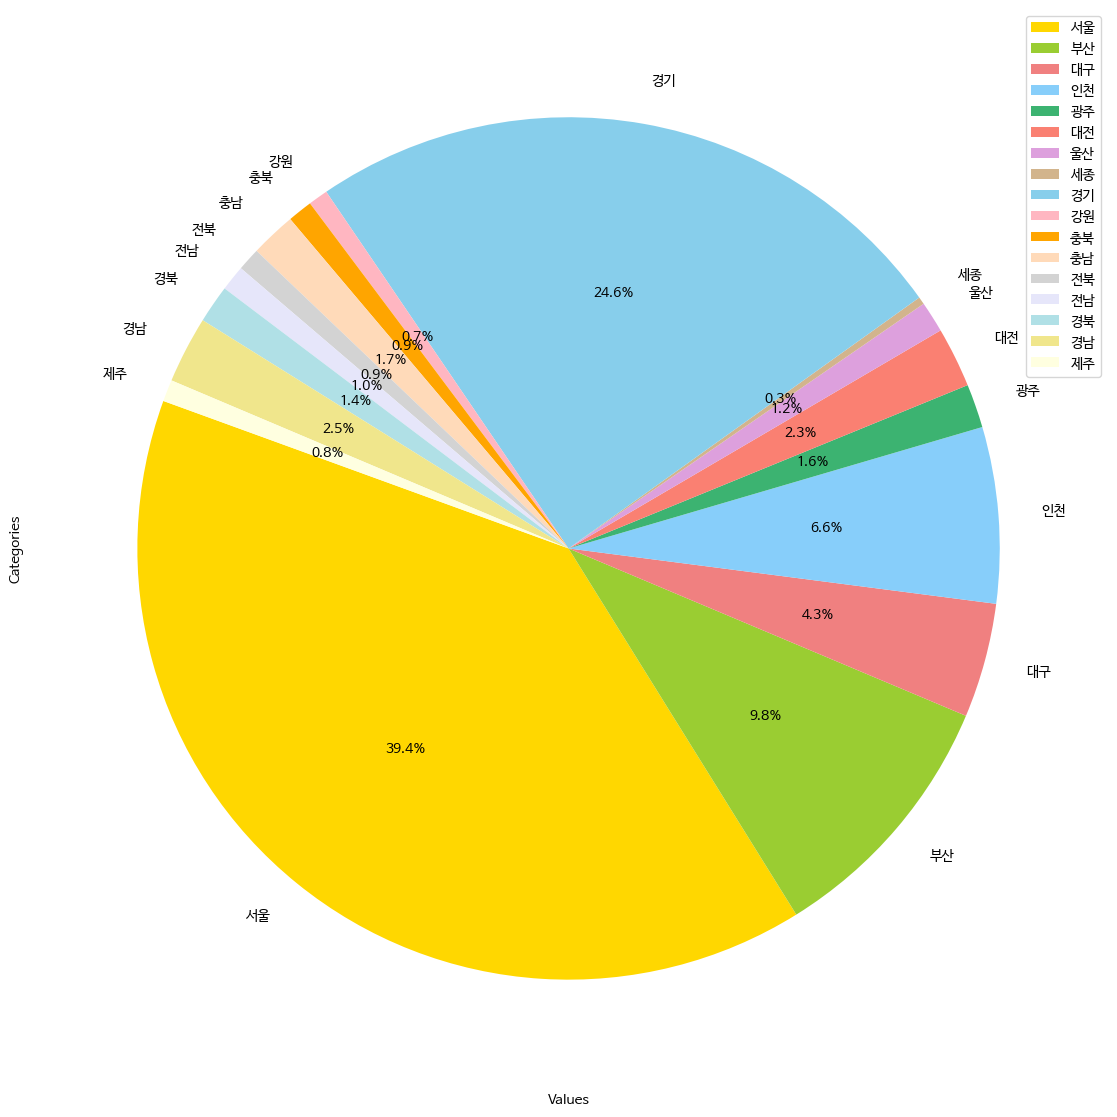 경기
강원
충북
충남
전북
전남
경북
경남
제주
서울
부산
대구
인천
광주
대전
울산
세종
24.6%
0.7%
0.9%
1.7%
0.9%
1.0%
1.4%
2.5%
0.8%
39.4%
9.8%
4.3%
6.6%
1.6%
2.3%
1.2%
0.3%
Categories
Values
서울
부산
대구
인천
광주
대전
울산
세종
경기
강원
충북
충남
전북
전남
경북
경남
제주